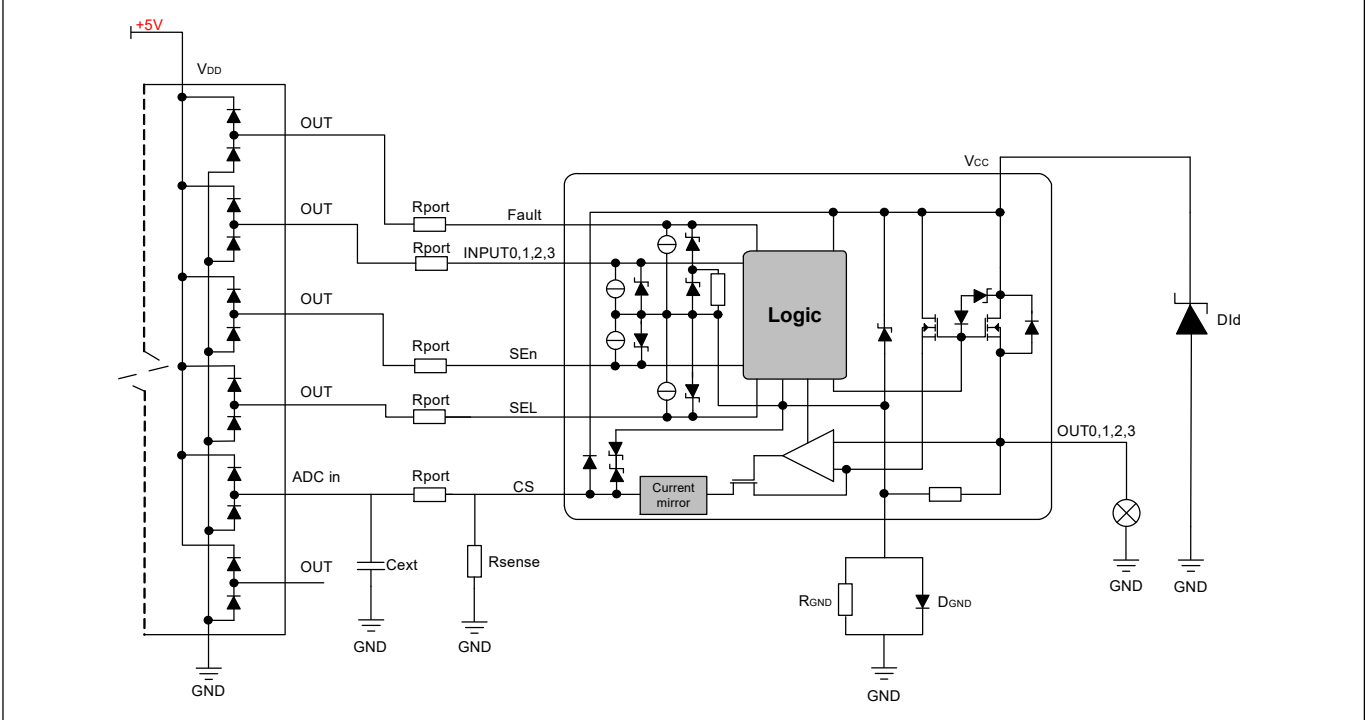 +5V
VDD
OUT
OUT
OUT
OUT
ADC in
OUT
Rport
Rport
Rport
Rport
Rport
Fault
INPUT0,1,2,3
SEn
SEL
CS
Cext
Rsense
GND
GND
GND
Logic
Current
mirror
VCC
OUT0,1,2,3
DId
RGND
DGND
GND
GND
GND